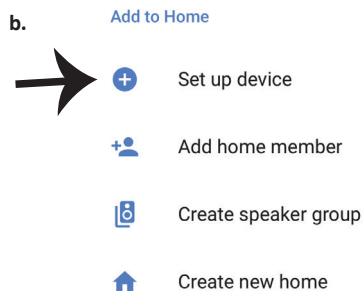 b.
Add to Home
Set up device
Add home member
Create speaker group
Create new home